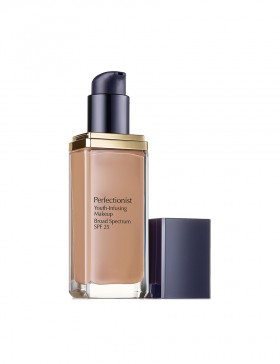 Perfectionist
Youth-Infusing
Makeup
Broad Spectrum
SPF 25